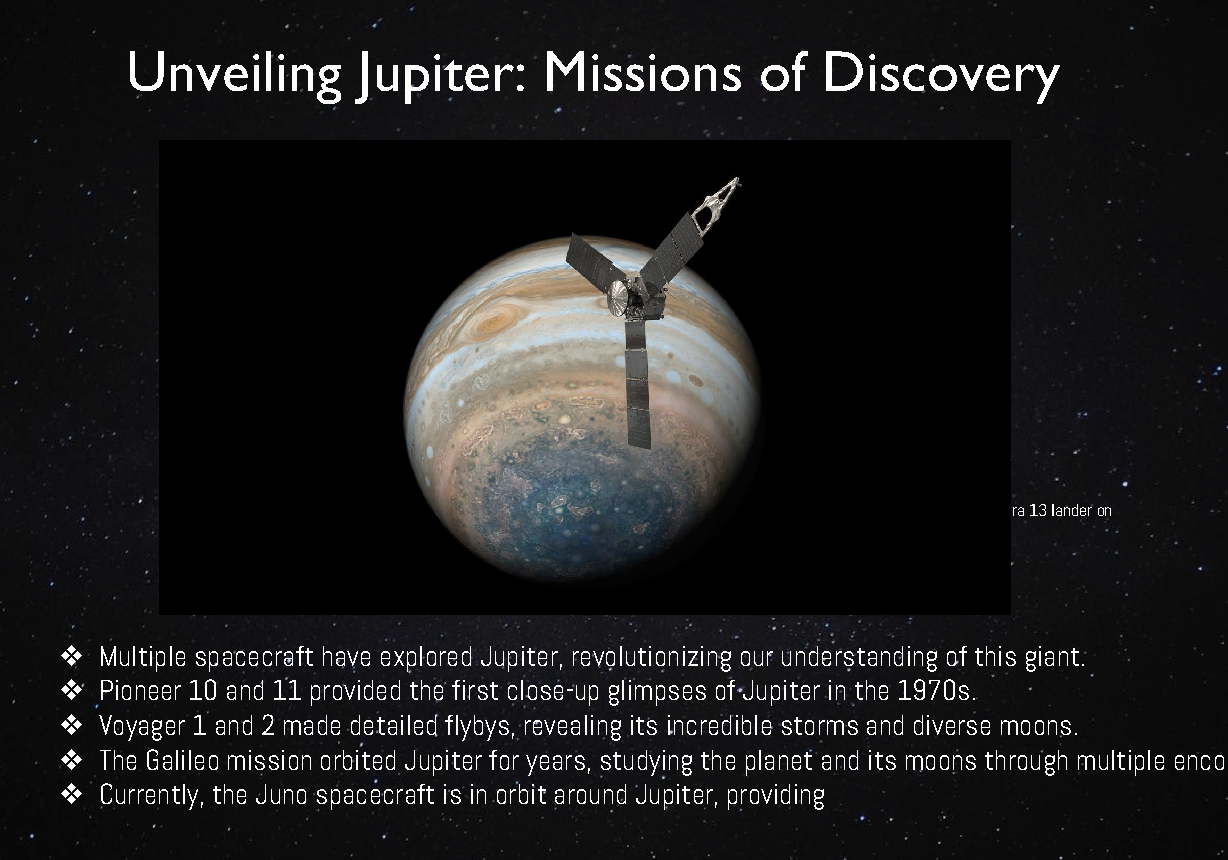 Unveiling Jupiter: Missions of Discovery
ra 13 lander on
❖ Multiple spacecraft have explored Jupiter, revolutionizing our understanding of this giant.
❖ Pioneer 10 and 11 provided the first close-up glimpses of Jupiter in the 1970s.
❖ Voyager 1 and 2 made detailed flybys, revealing its incredible storms and diverse moons.
❖ The Galileo mission orbited Jupiter for years, studying the planet and its moons through multiple enco
❖ Currently, the Juno spacecraft is in orbit around Jupiter, providing